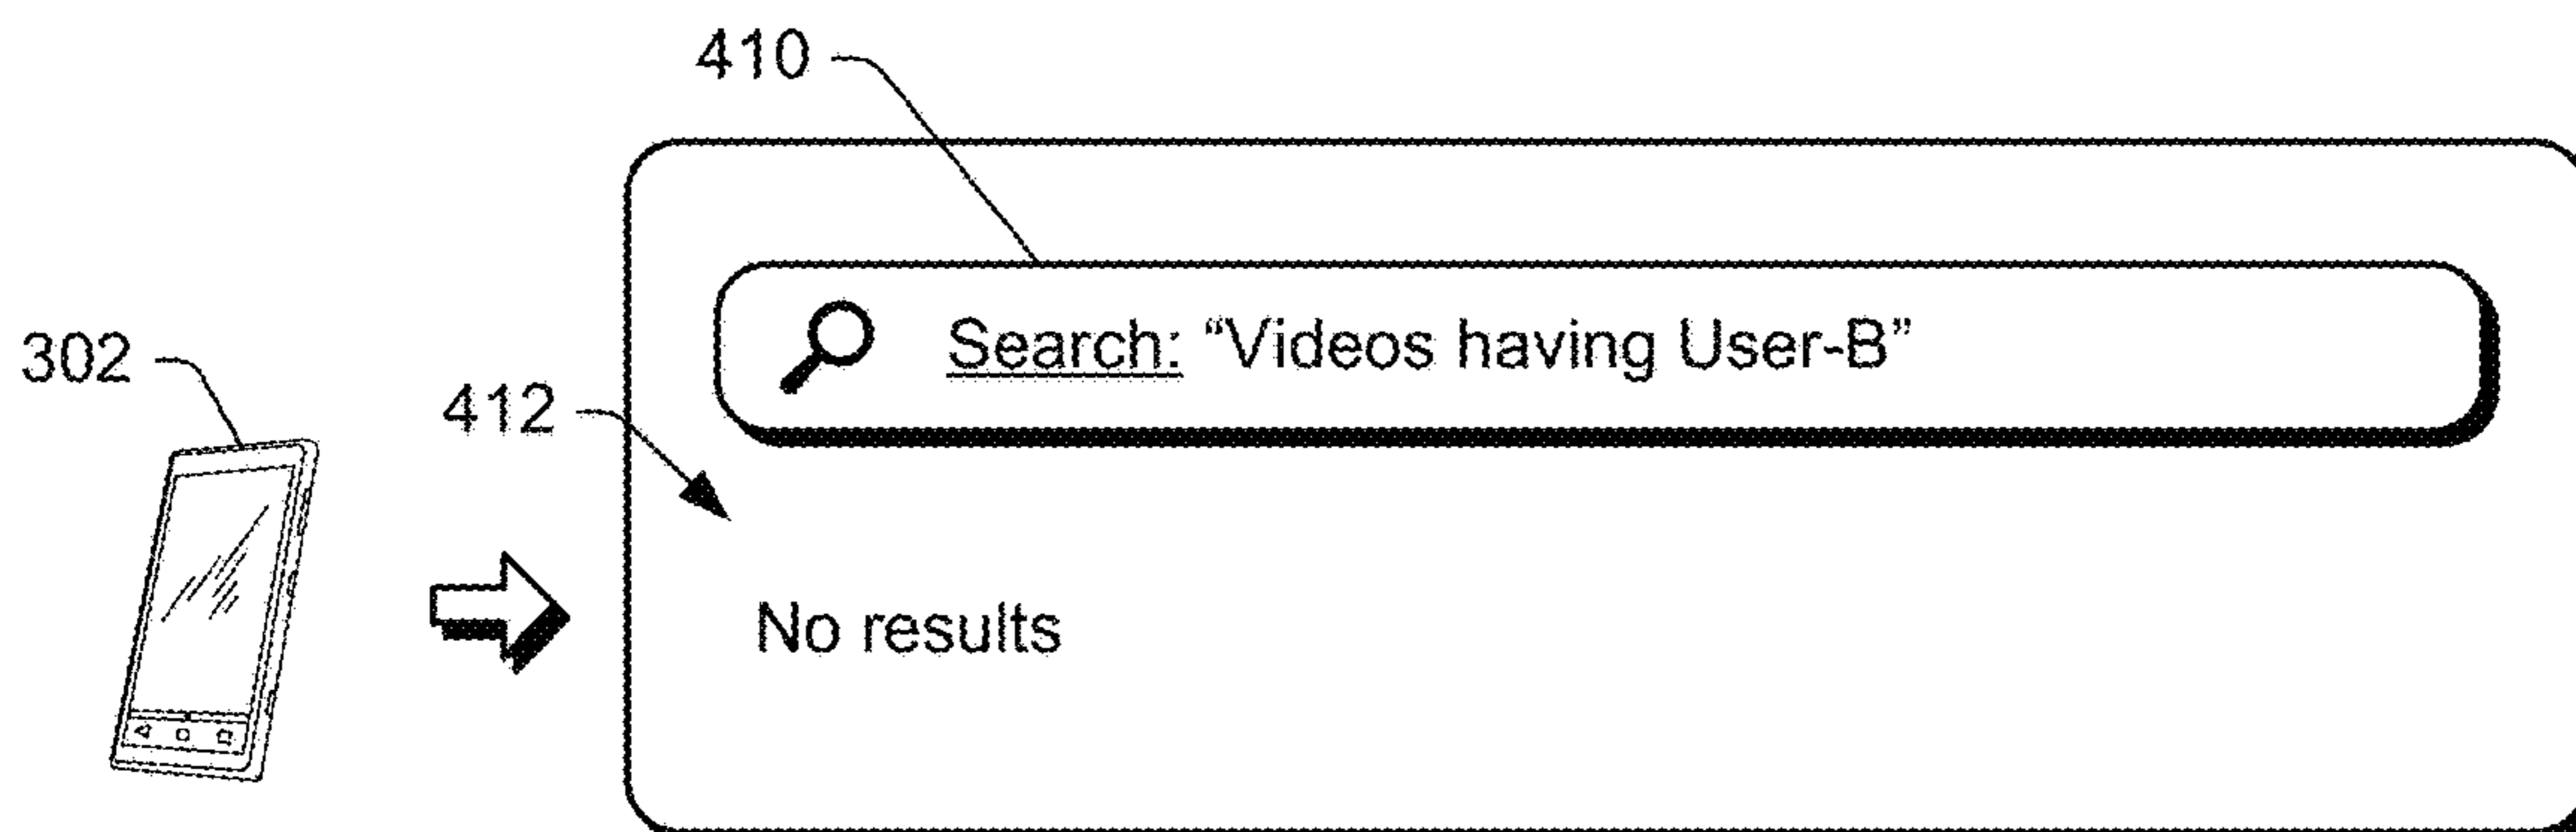 410
302
Search: “Videos having User-B”
412
No results